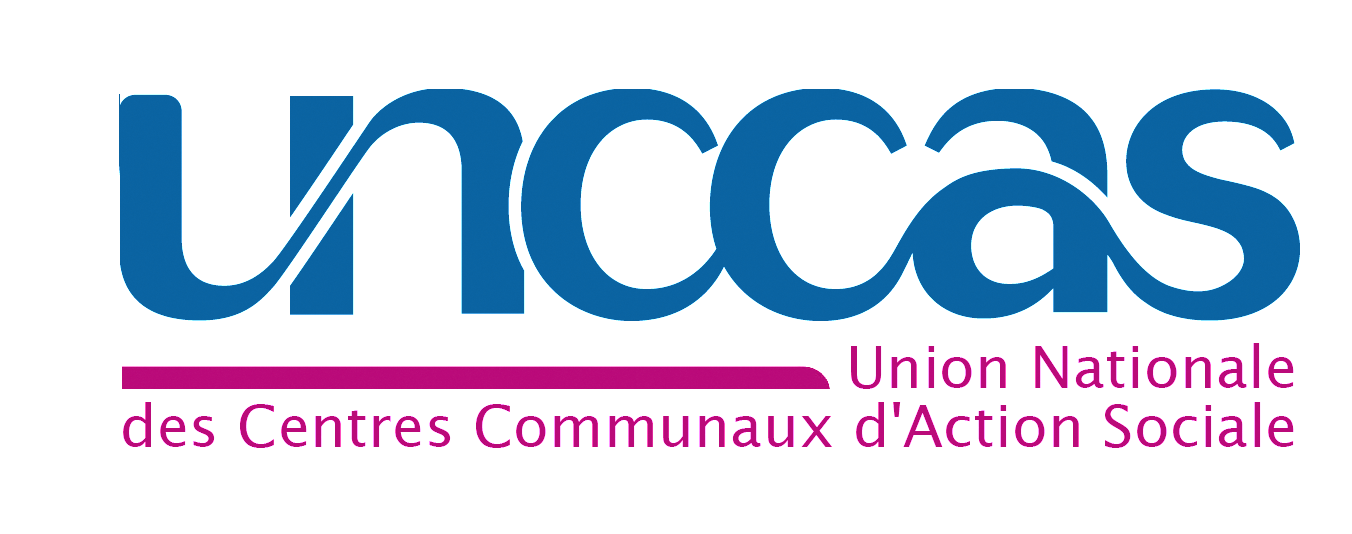 unccas
Union Nationale
des Centres Communaux d'Action Sociale